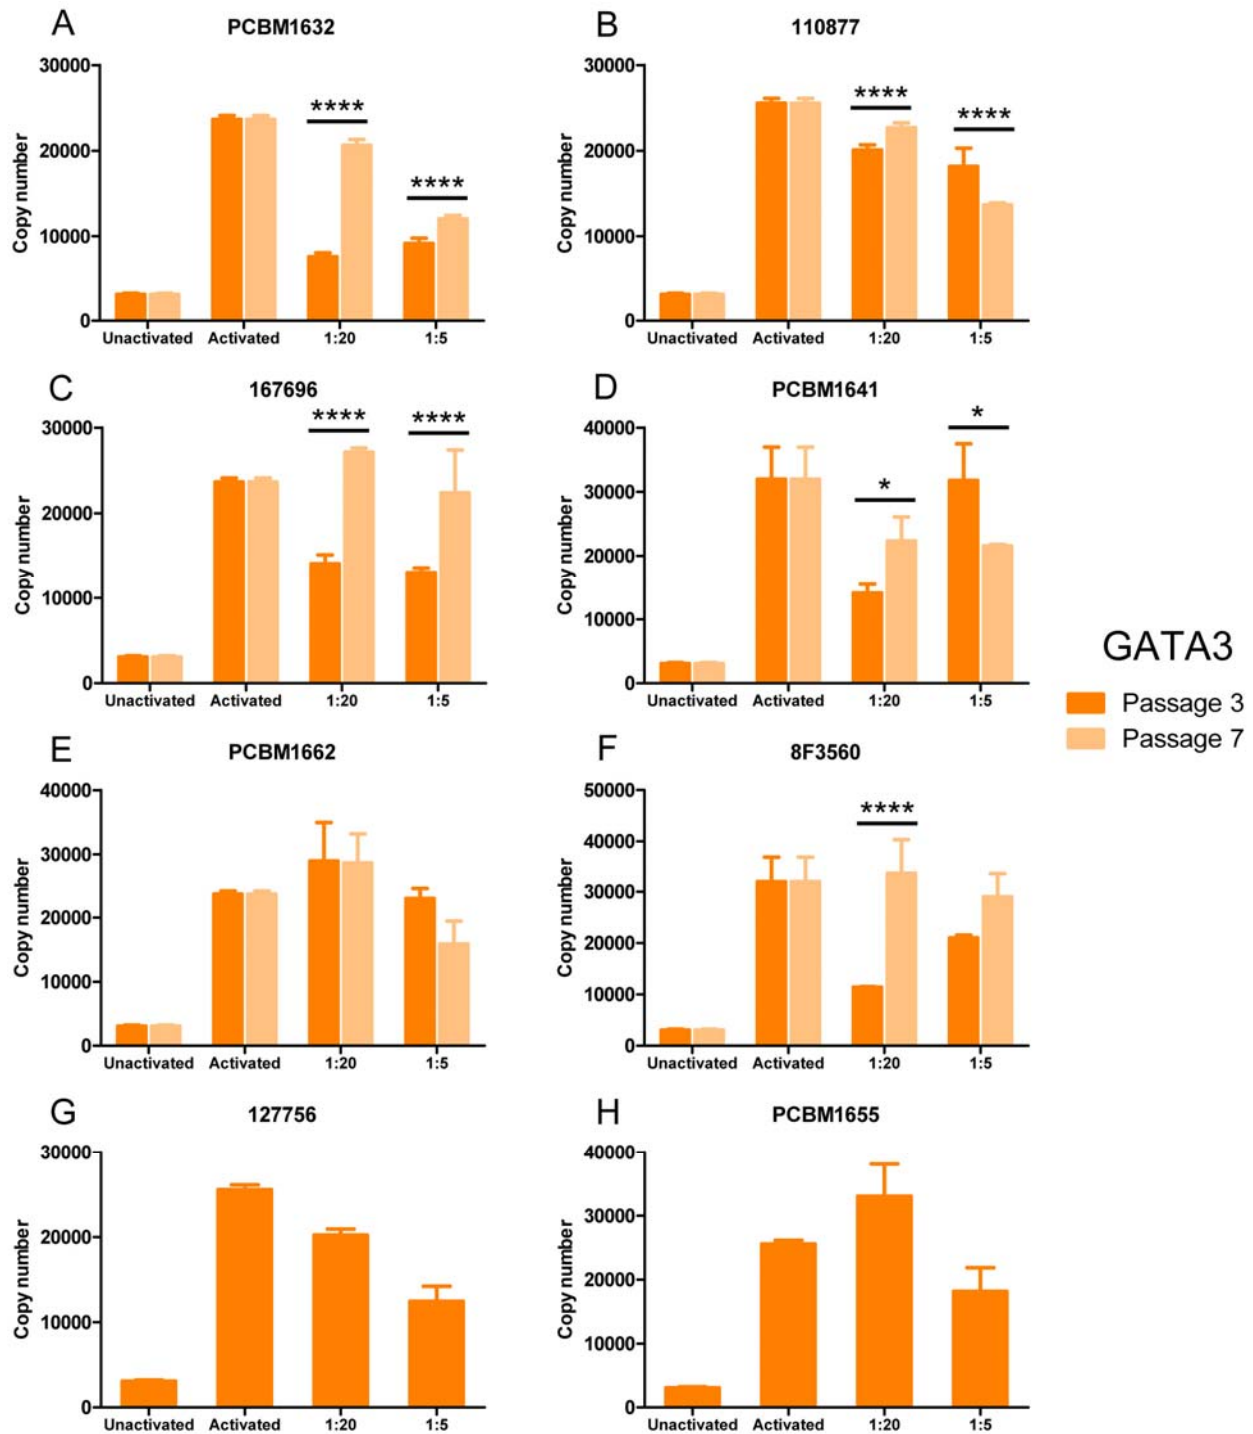 A PCBM1632
30000
20000
10000
0
Copy number
****
****
Unactivated Activated 1:20 1:5
B 110877
30000
20000
10000
0
Copy number
****
****
Unactivated Activated 1:20 1:5
C 167696
30000
20000
10000
0
Copy number
****
****
Unactivated Activated 1:20 1:5
D PCBM1641
40000
30000
20000
10000
0
Copy number
*
*
Unactivated Activated 1:20 1:5
GATA3
Passage 3
Passage 7
E PCBM1662
40000
30000
20000
10000
0
Copy number
Unactivated Activated 1:20 1:5
F 8F3560
50000
40000
30000
20000
10000
0
Copy number
****
Unactivated Activated 1:20 1:5
G 127756
30000
20000
10000
0
Copy number
Unactivated Activated 1:20 1:5
H PCBM1655
40000
30000
20000
10000
0
Copy number
Unactivated Activated 1:20 1:5